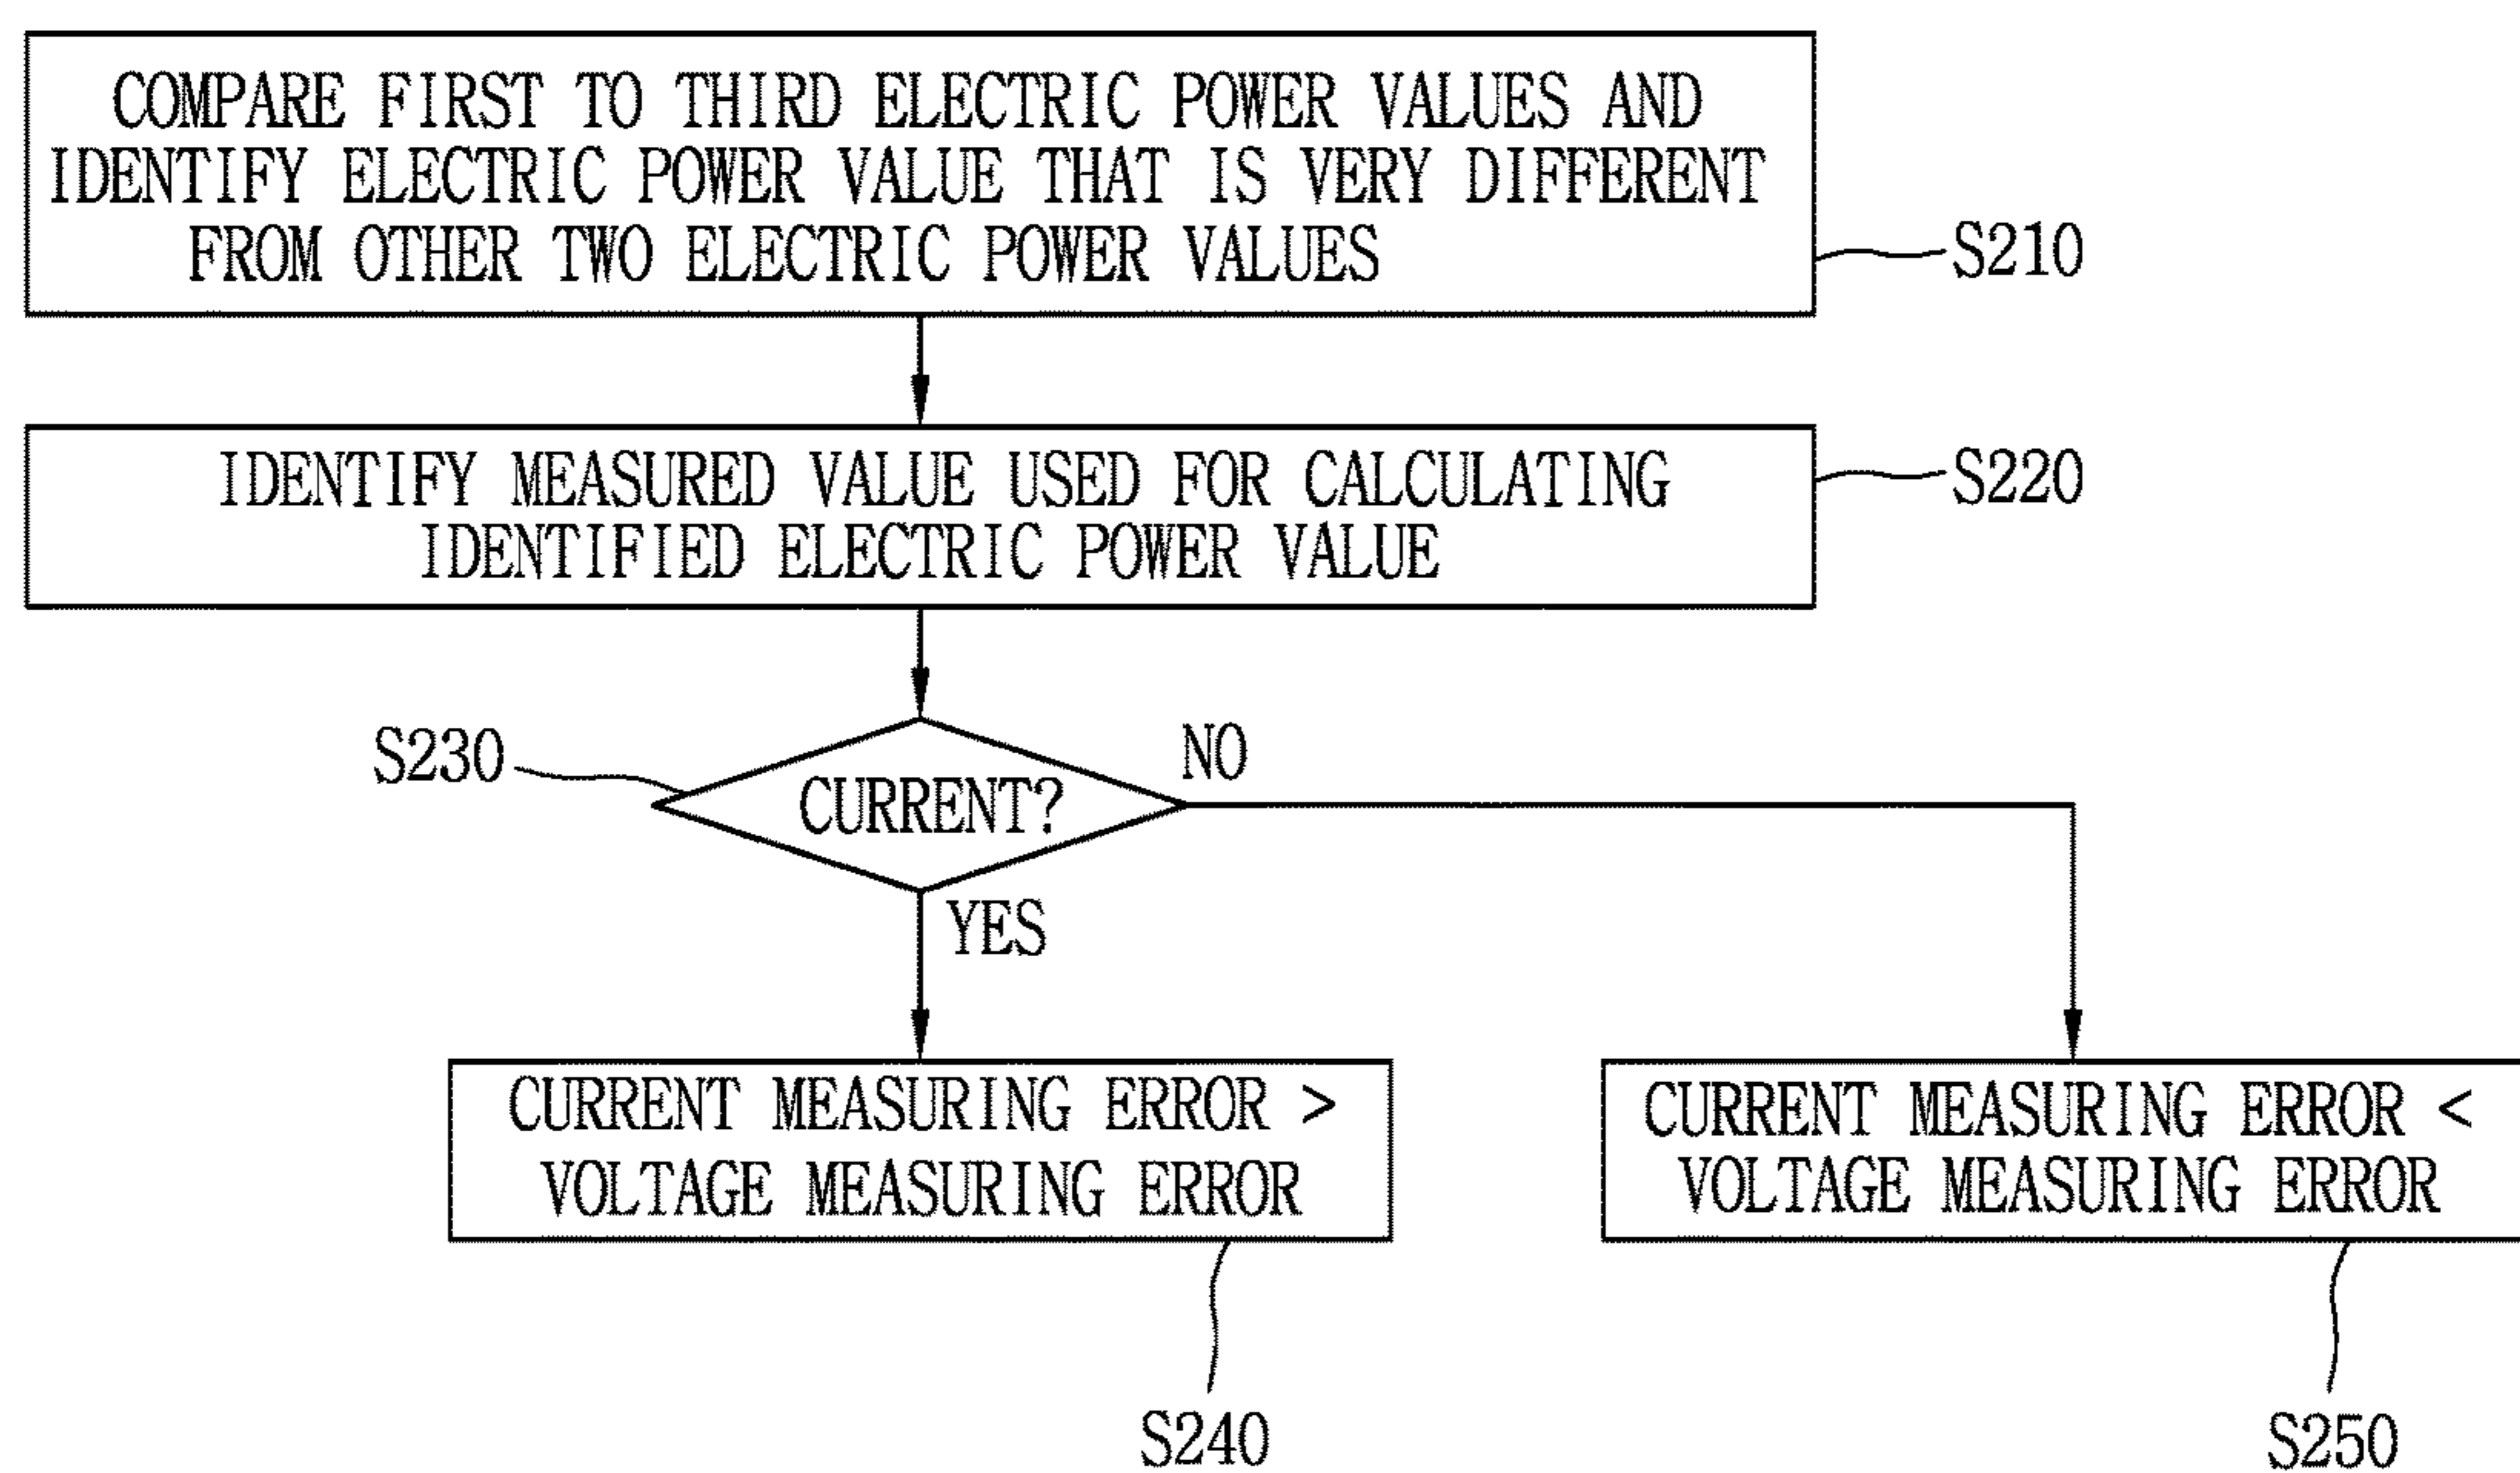 COMPARE FIRST TO THIRD ELECTRIC POWER VALUES AND
IDENTIFY ELECTRIC POWER VALUE THAT IS VERY DIFFERENT
FROM OTHER TWO ELECTRIC POWER VALUES
S210
IDENTIFY MEASURED VALUE USED FOR CALCULATING
IDENTIFIED ELECTRIC POWER VALUE
S220
S230
CURRENT?
NO
YES
CURRENT MEASURING ERROR >
VOLTAGE MEASURING ERROR
CURRENT MEASURING ERROR <
VOLTAGE MEASURING ERROR
S240
S250